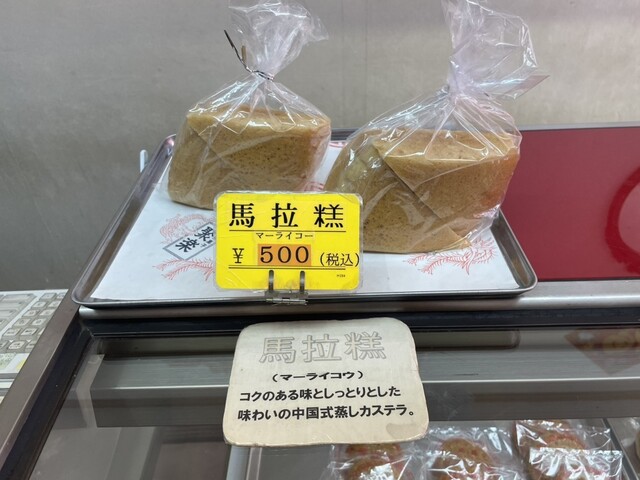 馬拉糕
マーライコー
¥ 500 (税込)
聚楽
馬拉糕
(マーライコウ)
コクのある味としっとりとした
味わいの中国式蒸しカステラ。